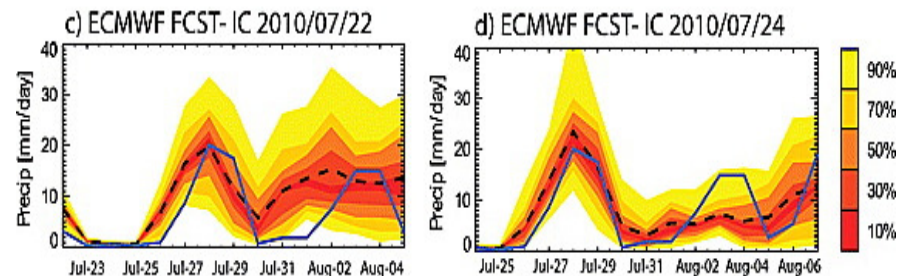 c) ECMWF FCST- IC 2010/07/22
40
30
20
10
0
Precip [mm/day]
Jul-23 Jul-25 Jul-27 Jul-29 Jul-31 Aug-02 Aug-04
d) ECMWF FCST- IC 2010/07/24
40
30
20
10
0
Precip [mm/day]
Jul-25 Jul-27 Jul-29 Jul-31 Aug-02 Aug-04 Aug-06
90%
70%
50%
30%
10%